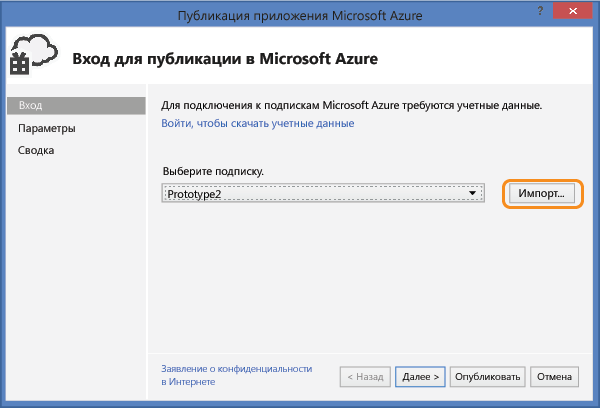 Публикация приложения Microsoft Azure
?
Вход для публикации в Microsoft Azure
Вход
Параметры
Сводка
Для подключения к подпискам Microsoft Azure требуются учетные данные.
Войти, чтобы скачать учетные данные
Выберите подписку.
Prototype2
Импорт...
Заявление о конфиденциальности
в Интернете
< Назад
Далее >
Опубликовать
Отмена